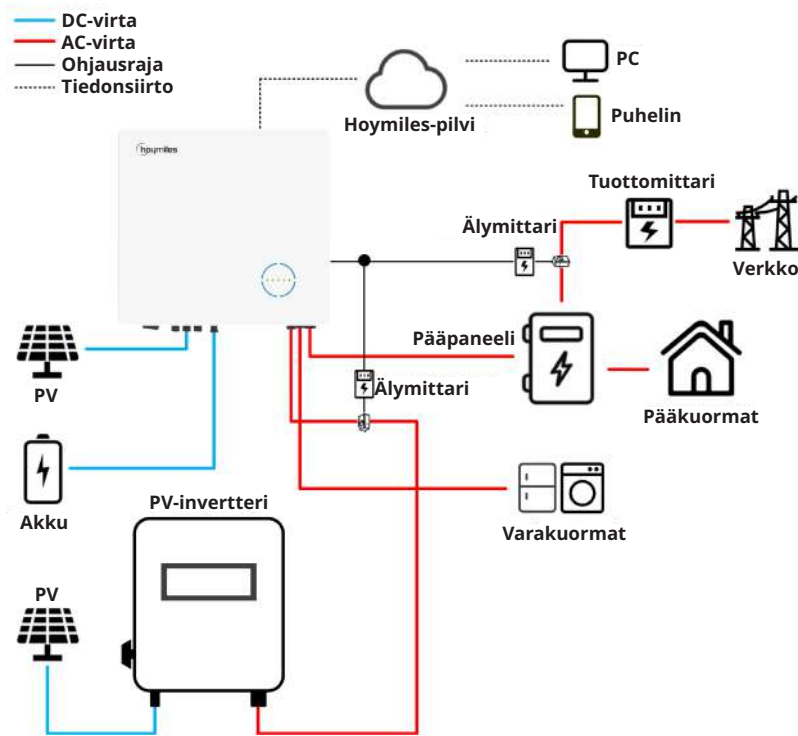 DC-virta
AC-virta
Ohjausraja
Tiedonsiirto
PC
Puhelin
Hoymiles-pilvi
hoymiles
Tuottomittari
Älymittari
Verkko
Pääpaneeli
PV
Älymittari
Pääkuormat
Akku
PV-invertteri
Varakuormat
PV